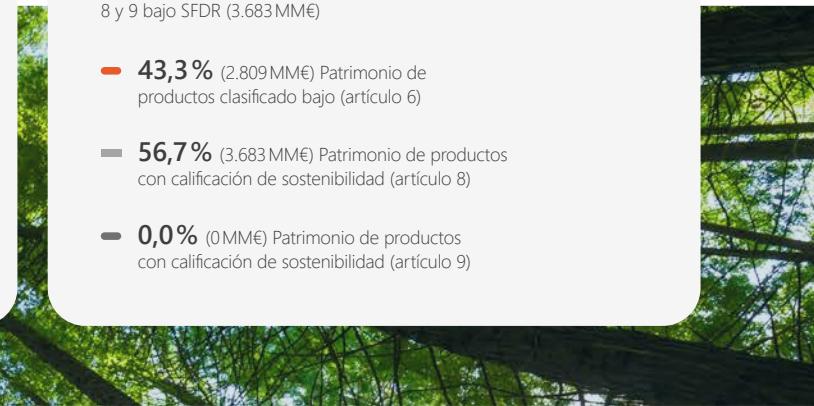 8 y 9 bajo SFDR (3.683 MM€)
43,3% (2.809 MM€) Patrimonio de
productos clasificado bajo (artículo 6)
56,7% (3.683 MM€) Patrimonio de productos
con calificación de sostenibilidad (artículo 8)
0,0% (0 MM€) Patrimonio de productos
con calificación de sostenibilidad (artículo 9)